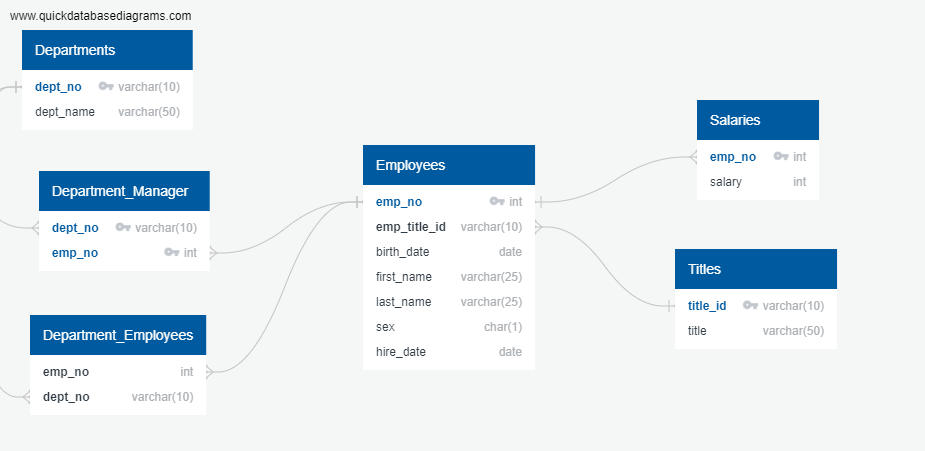 www.quickdatabasediagrams.com
Departments
dept_no varchar(10)
dept_name varchar(50)
Department_Manager
dept_no varchar(10)
emp_no int
Department_Employees
emp_no int
dept_no varchar(10)
Employees
emp_no int
emp_title_id varchar(10)
birth_date date
first_name varchar(25)
last_name varchar(25)
sex char(1)
hire_date date
Salaries
emp_no int
salary int
Titles
title_id varchar(10)
title varchar(50)